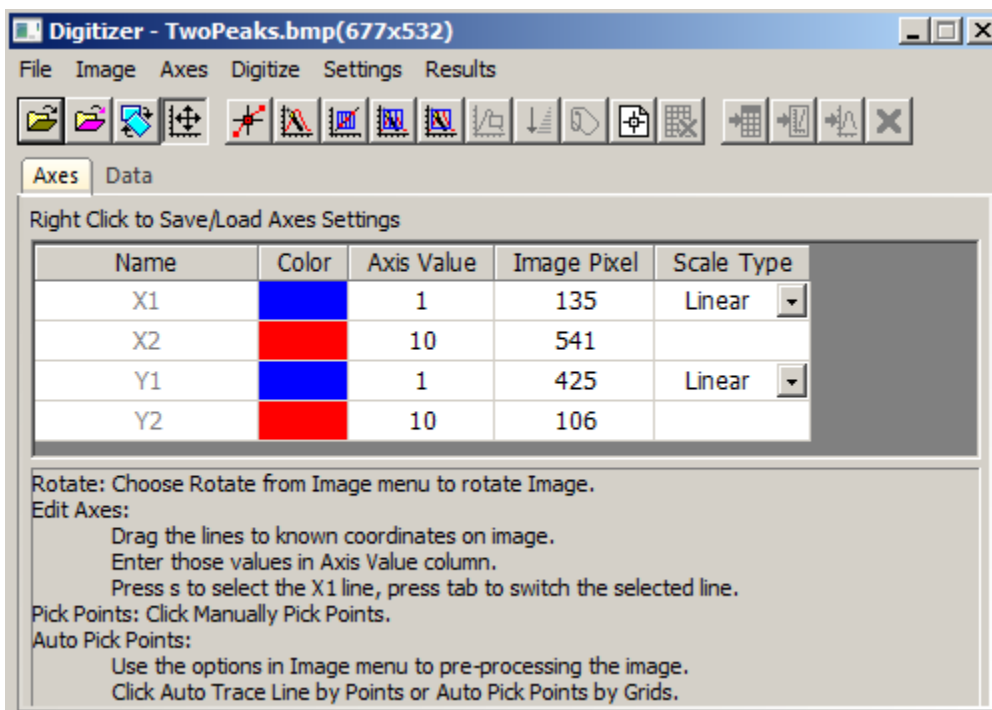 Digitizer - TwoPeaks.bmp(677x532)
File Image Axes Digitize Settings Results
Axes Data
Right Click to Save/Load Axes Settings
Name Color Axis Value Image Pixel Scale Type
X1 1 135 Linear
X2 10 541
Y1 1 425 Linear
Y2 10 106
Rotate: Choose Rotate from Image menu to rotate Image.
Edit Axes:
Drag the lines to known coordinates on image.
Enter those values in Axis Value column.
Press s to select the X1 line, press tab to switch the selected line.
Pick Points: Click Manually Pick Points.
Auto Pick Points:
Use the options in Image menu to pre-processing the image.
Click Auto Trace Line by Points or Auto Pick Points by Grids.